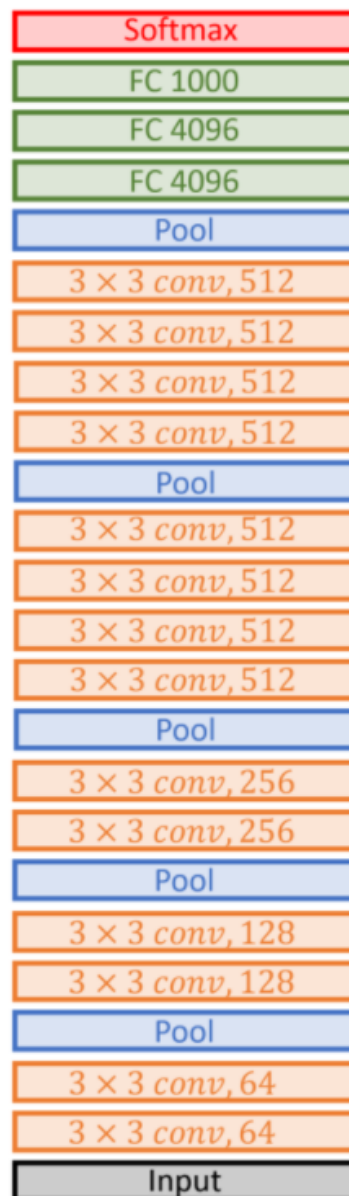 Softmax
FC 1000
FC 4096
FC 4096
Pool
3 × 3 conv, 512
3 × 3 conv, 512
3 × 3 conv, 512
3 × 3 conv, 512
Pool
3 × 3 conv, 512
3 × 3 conv, 512
3 × 3 conv, 512
3 × 3 conv, 512
Pool
3 × 3 conv, 256
3 × 3 conv, 256
Pool
3 × 3 conv, 128
3 × 3 conv, 128
Pool
3 × 3 conv, 64
3 × 3 conv, 64
Input